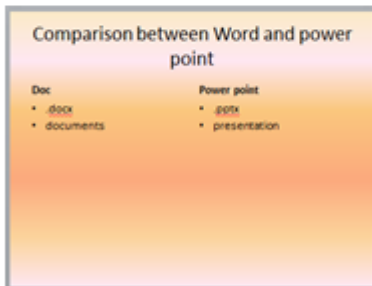 Comparison between Word and power
point
Doc
• .docx
• documents
Power point
• .pptx
• presentation